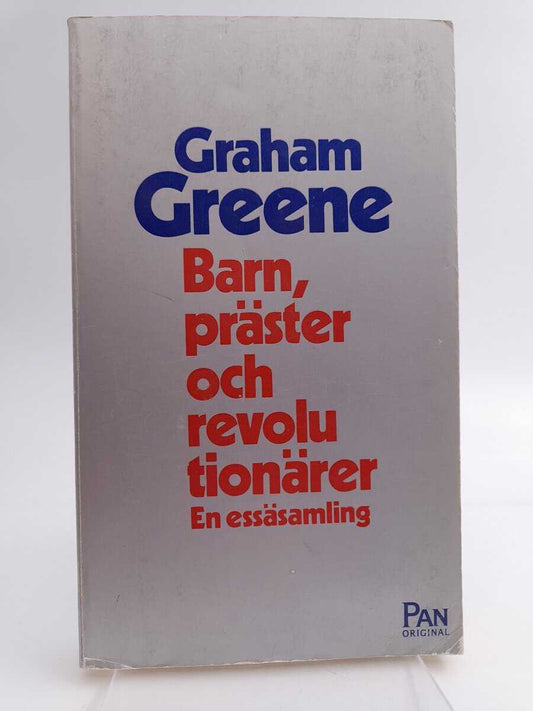 Graham
Greene
Barn,
präster
och
revolu
tionärer
En essäsamling
PAN
ORIGINAL